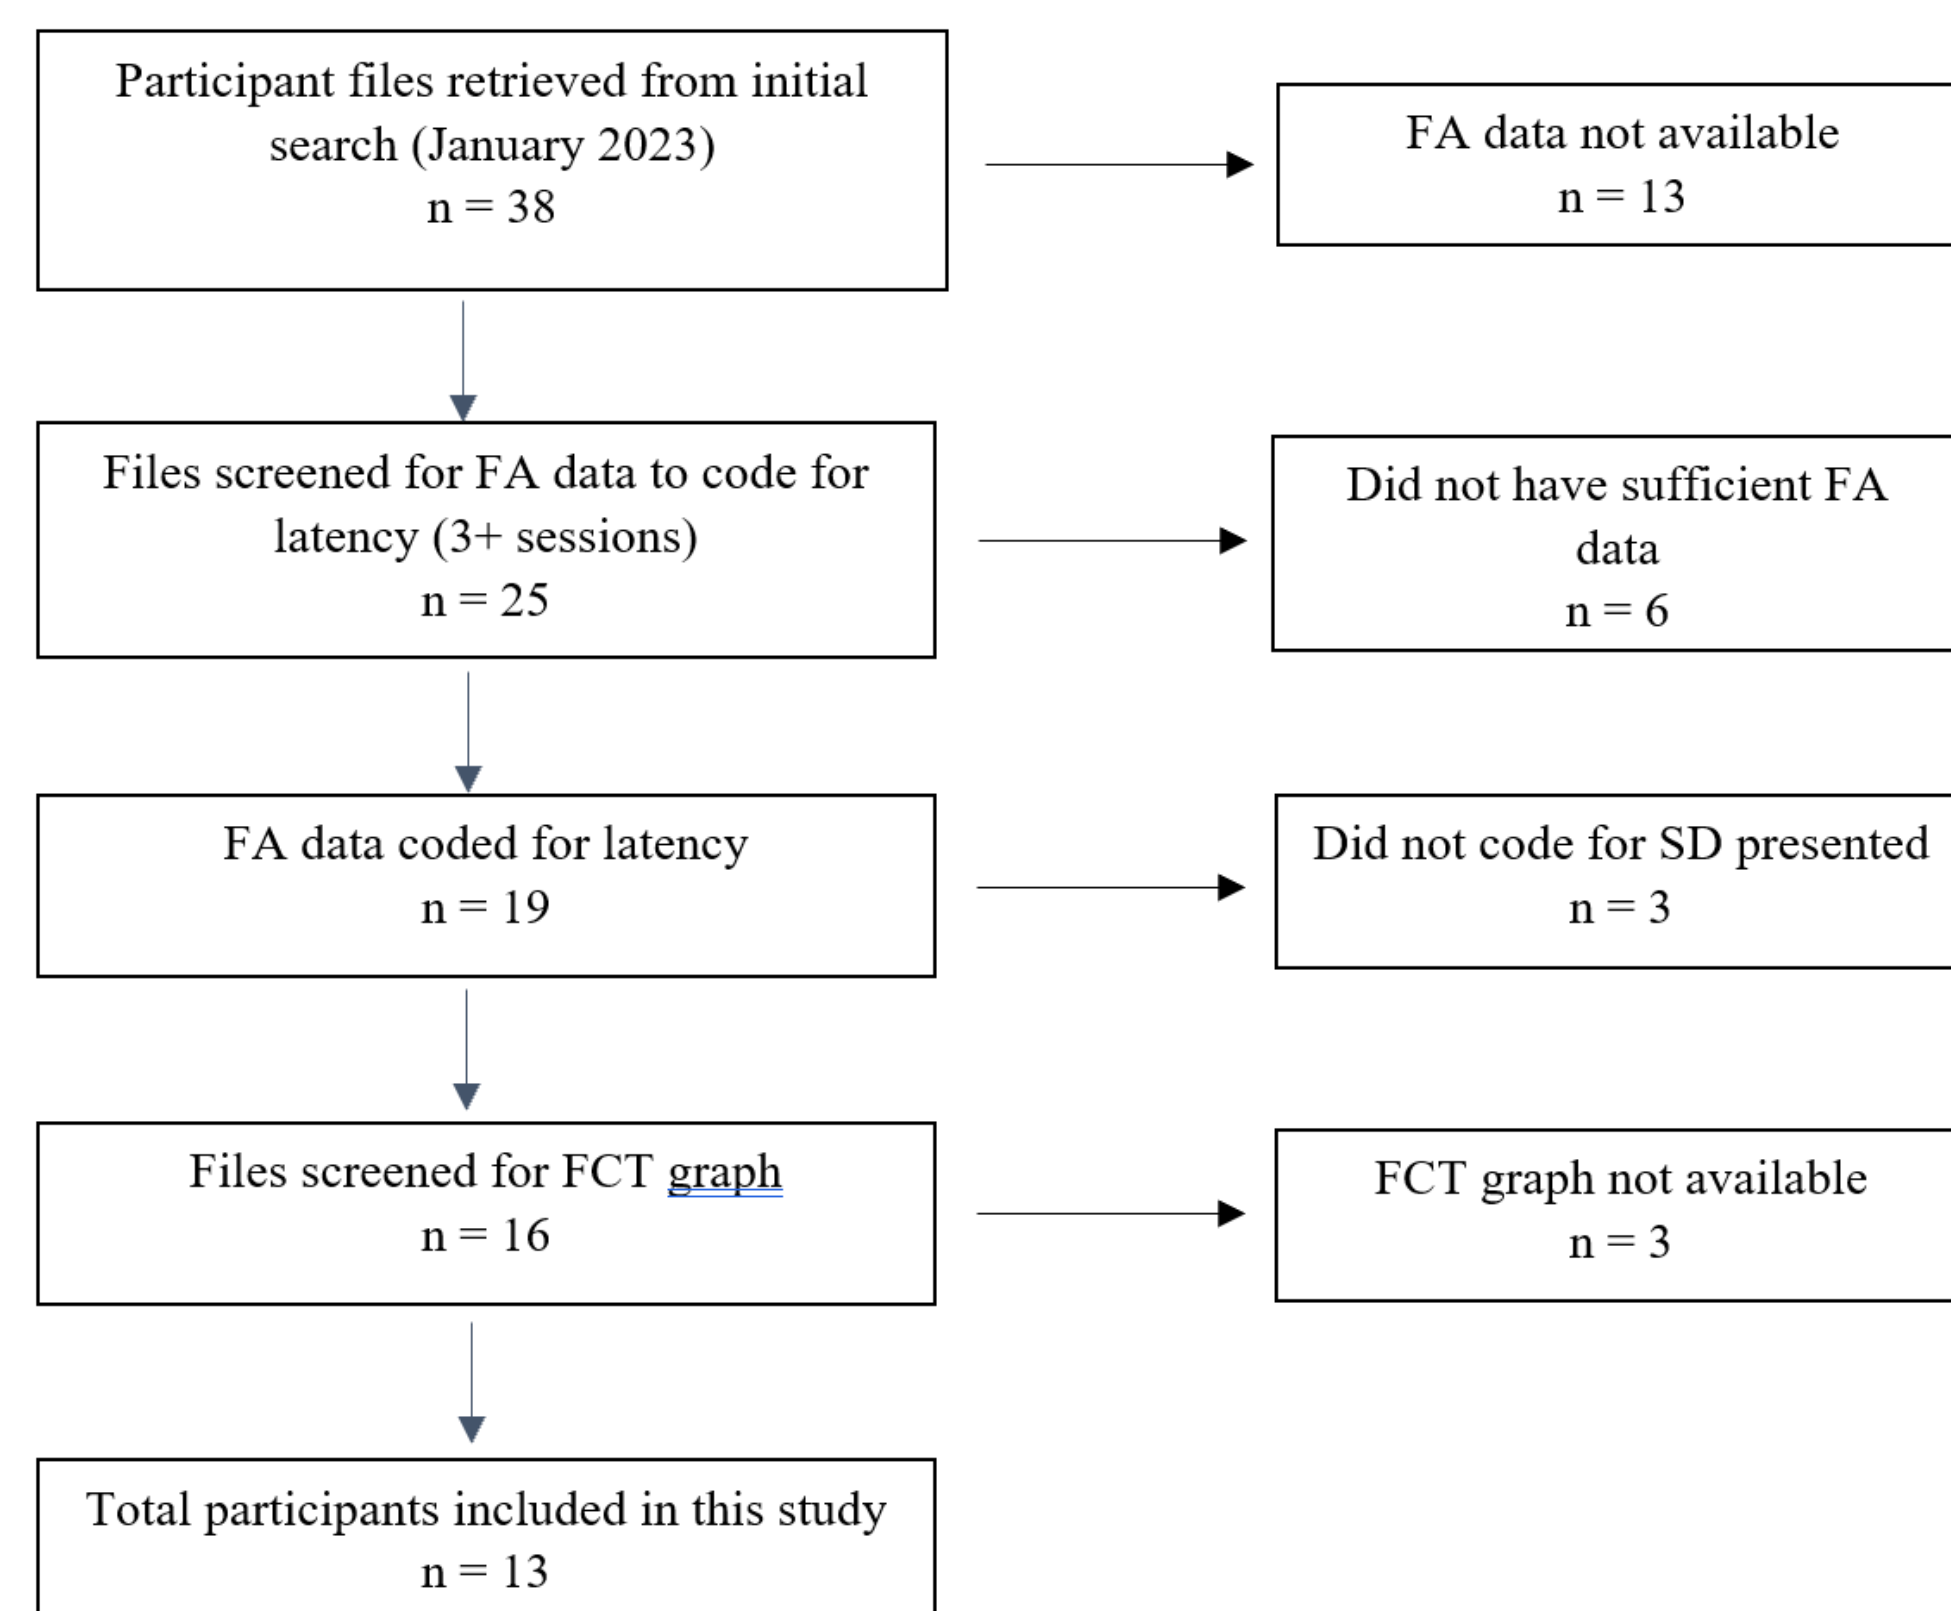 Participant files retrieved from initial
search (January 2023)
n = 38
FA data not available
n = 13
Files screened for FA data to code for
latency (3+ sessions)
n = 25
Did not have sufficient FA
data
n = 6
FA data coded for latency
n = 19
Did not code for SD presented
n = 3
Files screened for FCT graph
n = 16
FCT graph not available
n = 3
Total participants included in this study
n = 13